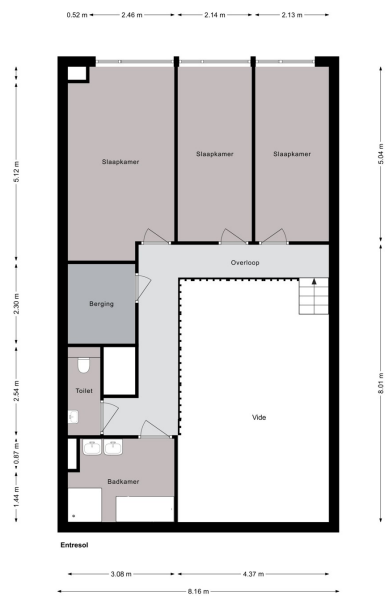 0.52 m
2.46 m
2.14 m
2.13 m
5.12 m
5.04 m
Slaapkamer
Slaapkamer
Slaapkamer
Overloop
2.30 m
Berging
8.01 m
2.54 m
Toilet
Vide
0.87 m
Badkamer
1.44 m
Entresol
3.08 m
4.37 m
8.16 m